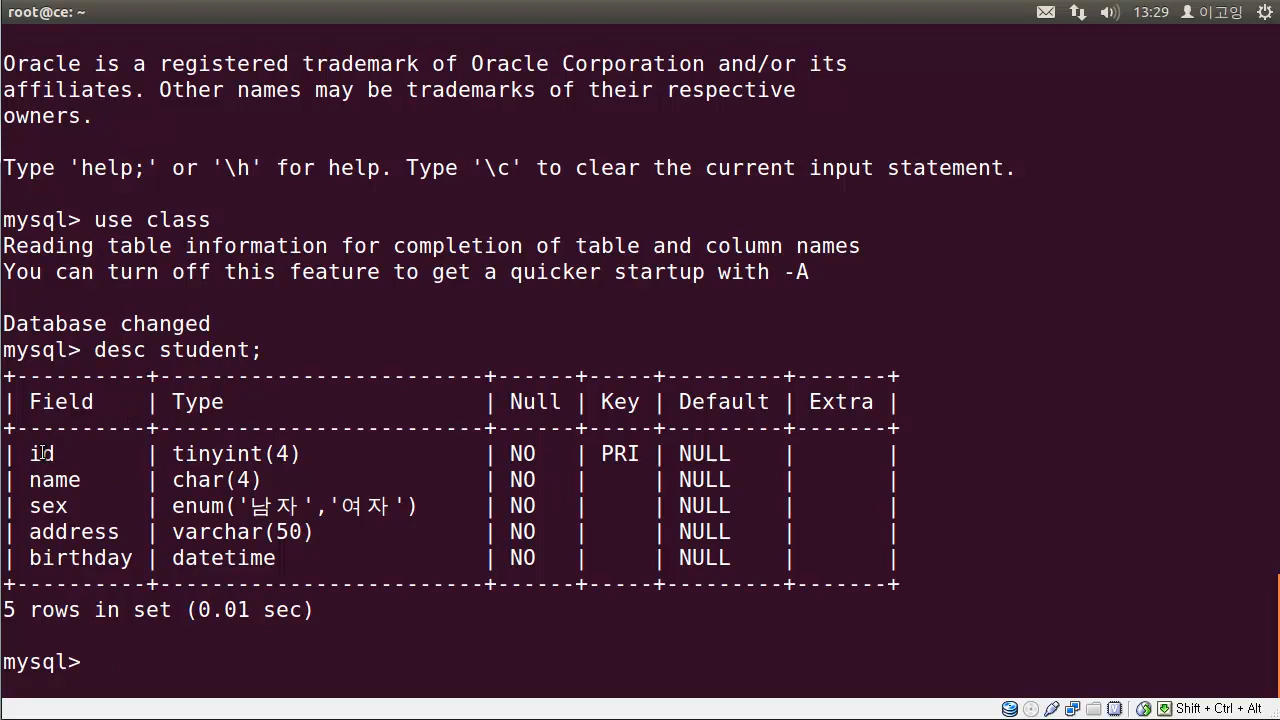 root@ce: ~
13:29 이고잉
Oracle is a registered trademark of Oracle Corporation and/or its
affiliates. Other names may be trademarks of their respective
owners.
Type 'help;' or '\h' for help. Type '\c' to clear the current input statement.
mysql> use class
Reading table information for completion of table and column names
You can turn off this feature to get a quicker startup with -A
Database changed
mysql> desc student;
+----------+-------------------------+------+-----+---------+-------+
| Field    | Type                    | Null | Key | Default | Extra |
+----------+-------------------------+------+-----+---------+-------+
| id       | tinyint(4)              | NO   | PRI | NULL    |       |
| name     | char(4)                 | NO   |     | NULL    |       |
| sex      | enum('남자','여자')     | NO   |     | NULL    |       |
| address  | varchar(50)             | NO   |     | NULL    |       |
| birthday | datetime                | NO   |     | NULL    |       |
+----------+-------------------------+------+-----+---------+-------+
5 rows in set (0.01 sec)
mysql>
Shift + Ctrl + Alt